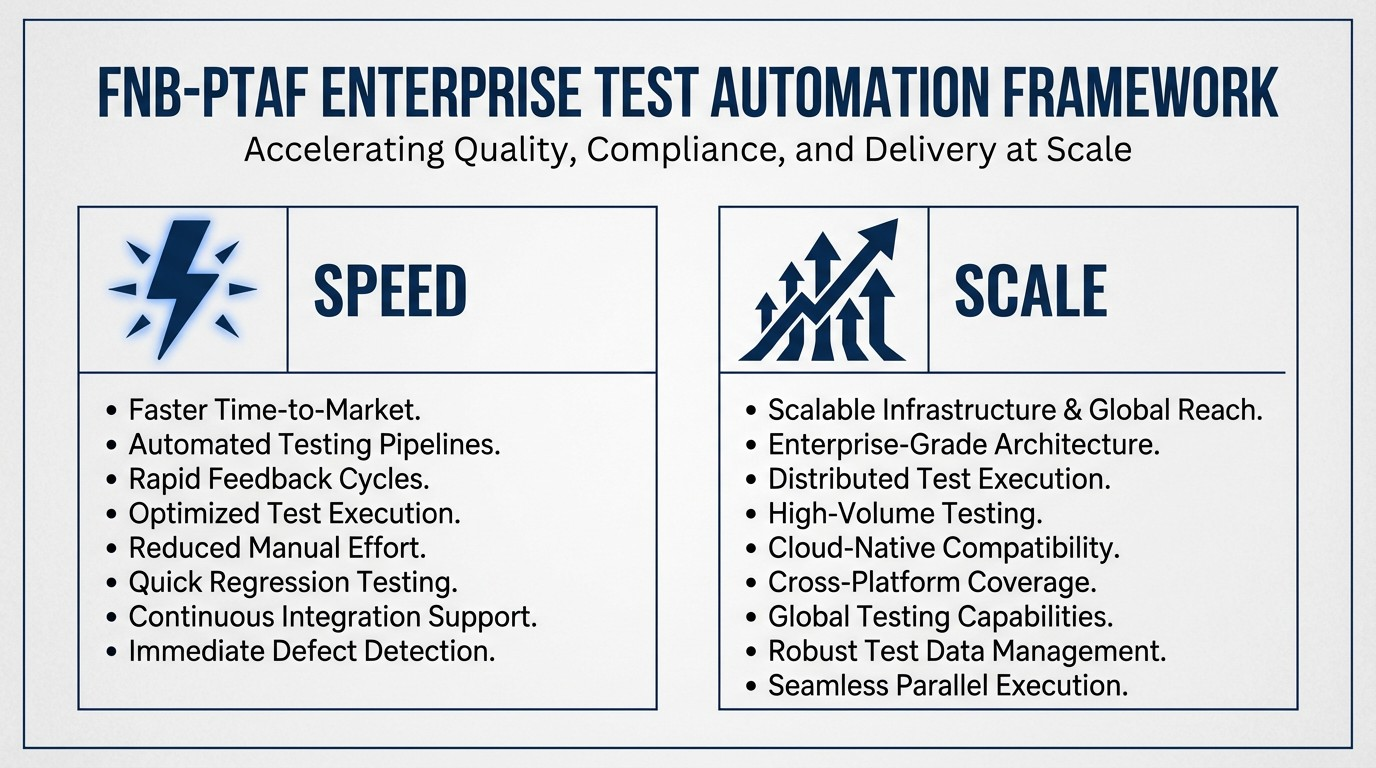 FNB-PTAF ENTERPRISE TEST AUTOMATION FRAMEWORK
Accelerating Quality, Compliance, and Delivery at Scale
SPEED
• Faster Time-to-Market.
• Automated Testing Pipelines.
• Rapid Feedback Cycles.
• Optimized Test Execution.
• Reduced Manual Effort.
• Quick Regression Testing.
• Continuous Integration Support.
• Immediate Defect Detection.
SCALE
• Scalable Infrastructure & Global Reach.
• Enterprise-Grade Architecture.
• Distributed Test Execution.
• High-Volume Testing.
• Cloud-Native Compatibility.
• Cross-Platform Coverage.
• Global Testing Capabilities.
• Robust Test Data Management.
• Seamless Parallel Execution.